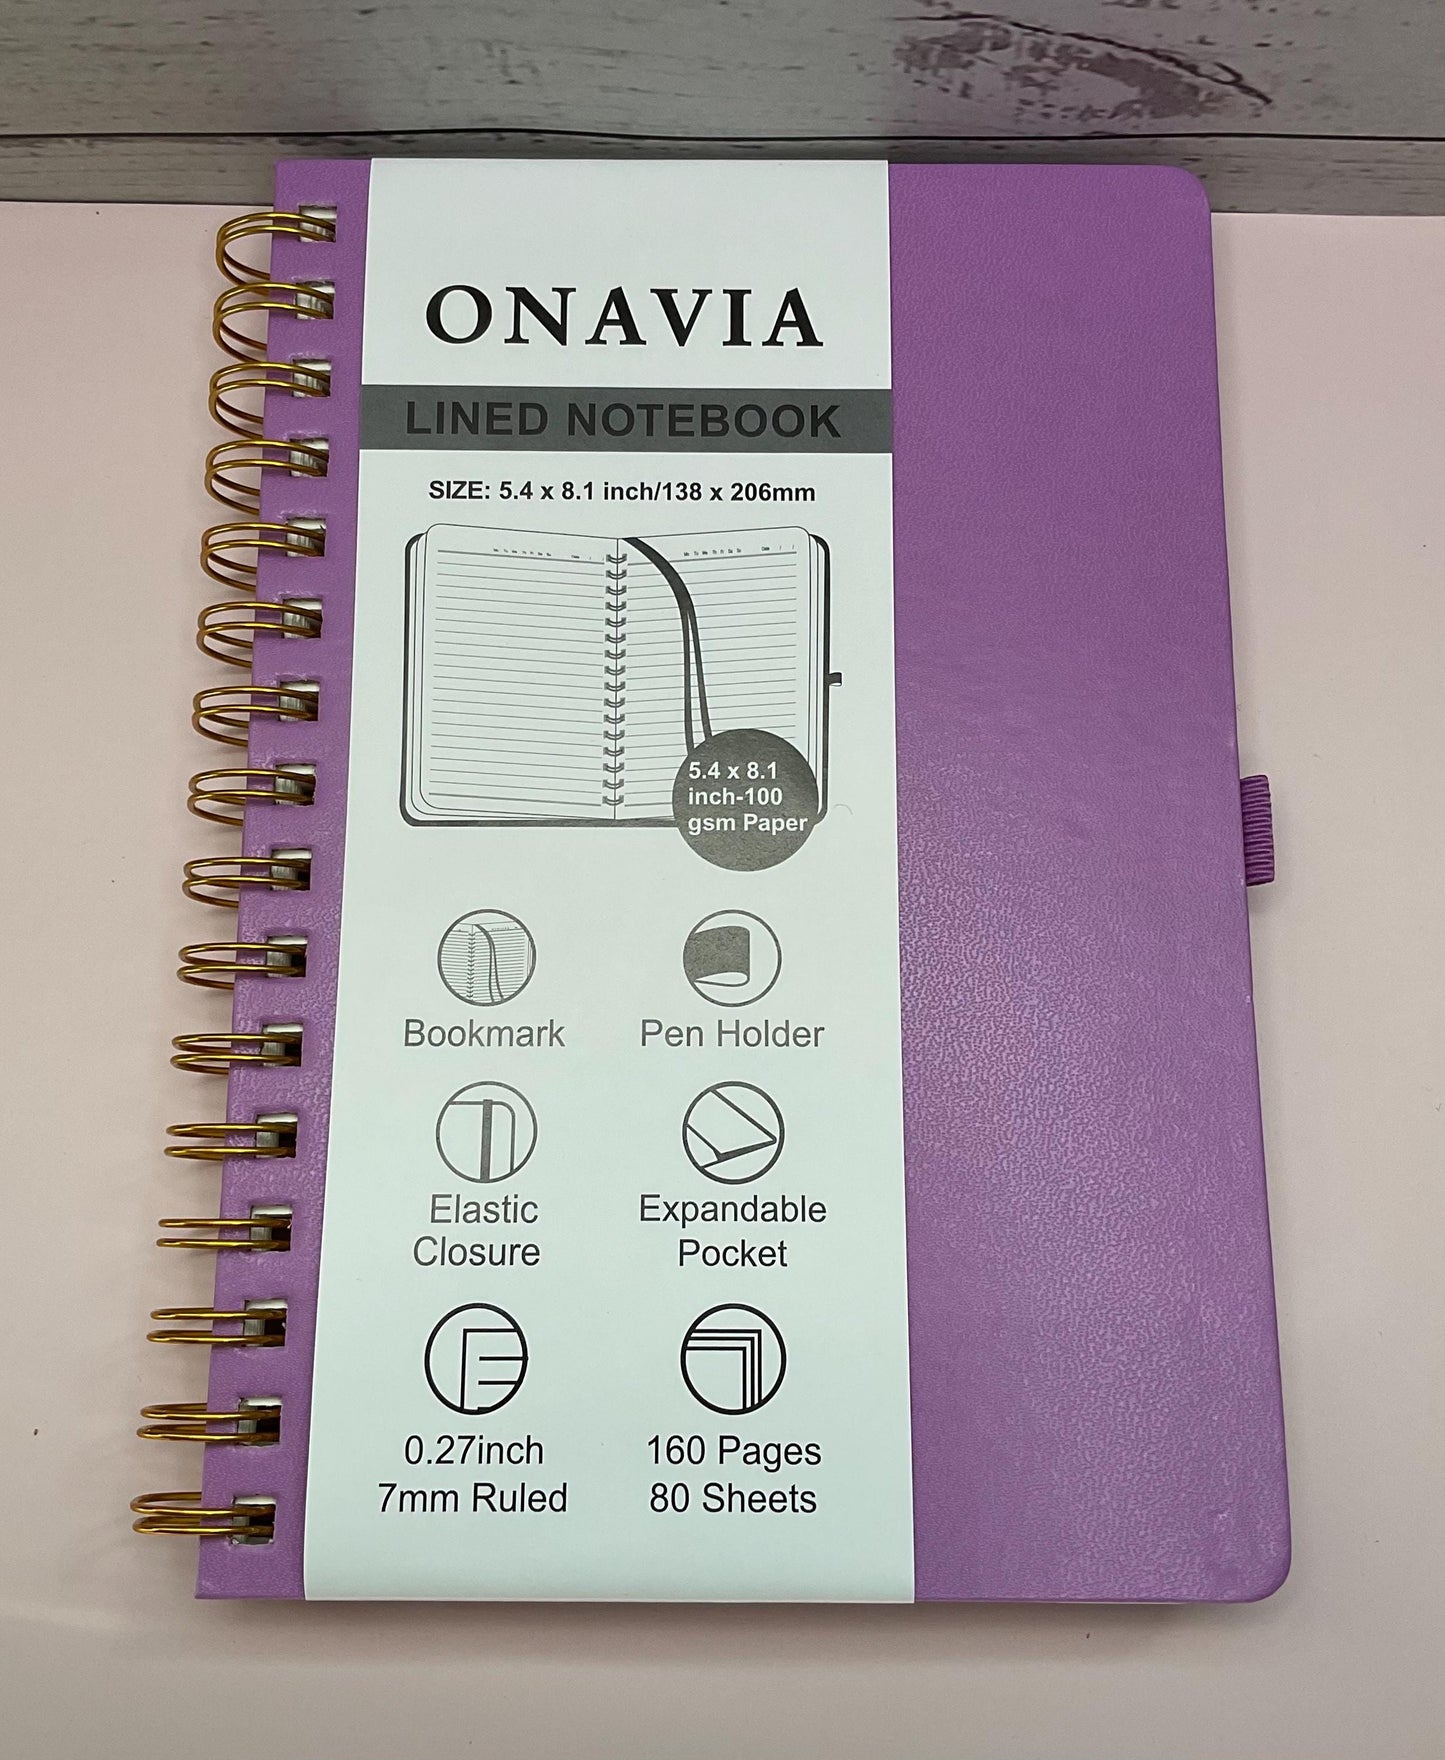 ONAVIA
LINED NOTEBOOK
SIZE: 5.4 x 8.1 inch/138 x 206mm
5.4 x 8.1
inch-100
gsm Paper
Bookmark
Pen Holder
Elastic
Closure
Expandable
Pocket
0.27inch
7mm Ruled
160 Pages
80 Sheets